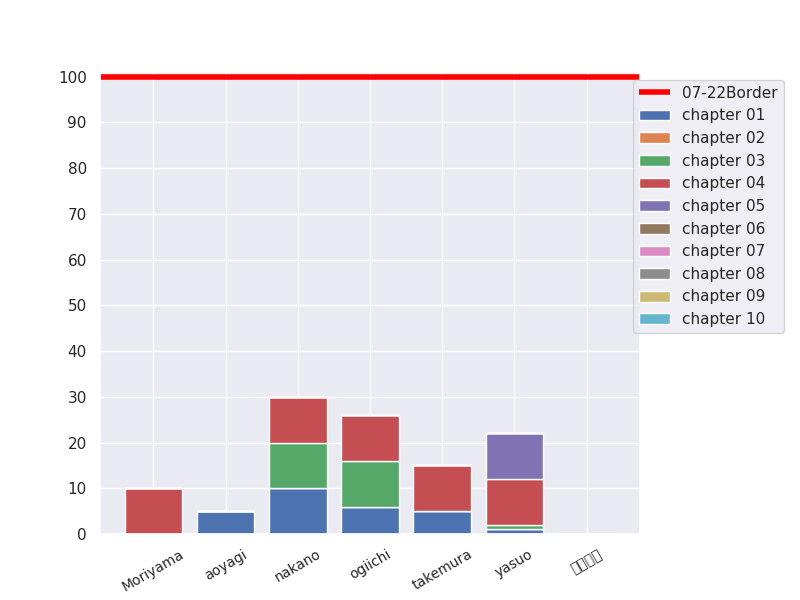 100
90
80
70
60
50
40
30
20
10
0
Moriyama
aoyagi
nakano
ogiichi
takemura
yasuo
07-22Border
chapter 01
chapter 02
chapter 03
chapter 04
chapter 05
chapter 06
chapter 07
chapter 08
chapter 09
chapter 10